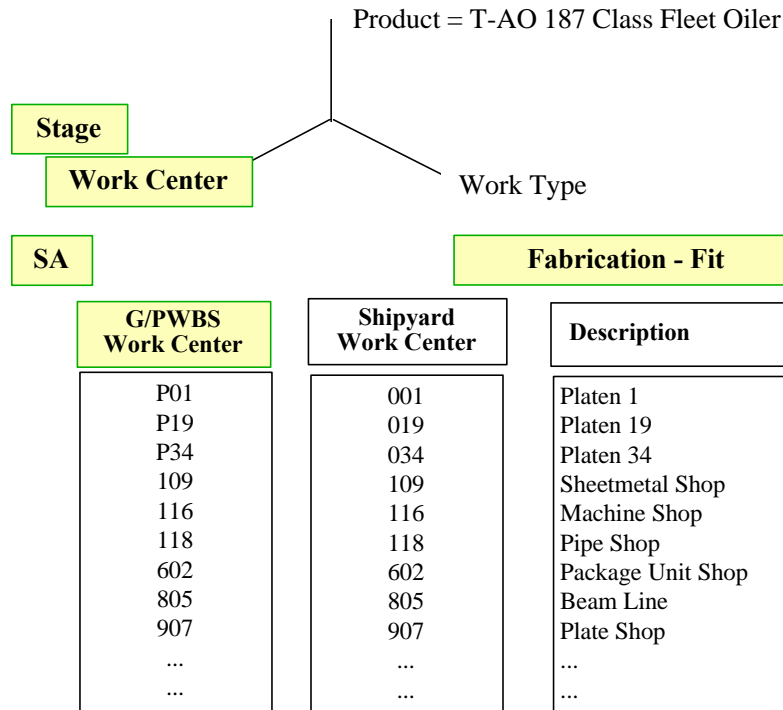 Product = T-AO 187 Class Fleet Oiler
Stage
Work Center
Work Type
SA
Fabrication - Fit
G/PWBS
Work Center
Shipyard
Work Center
Description
P01 001 Platen 1
P19 019 Platen 19
P34 034 Platen 34
109 109 Sheetmetal Shop
116 116 Machine Shop
118 118 Pipe Shop
602 602 Package Unit Shop
805 805 Beam Line
907 907 Plate Shop
... ... ...
... ... ...